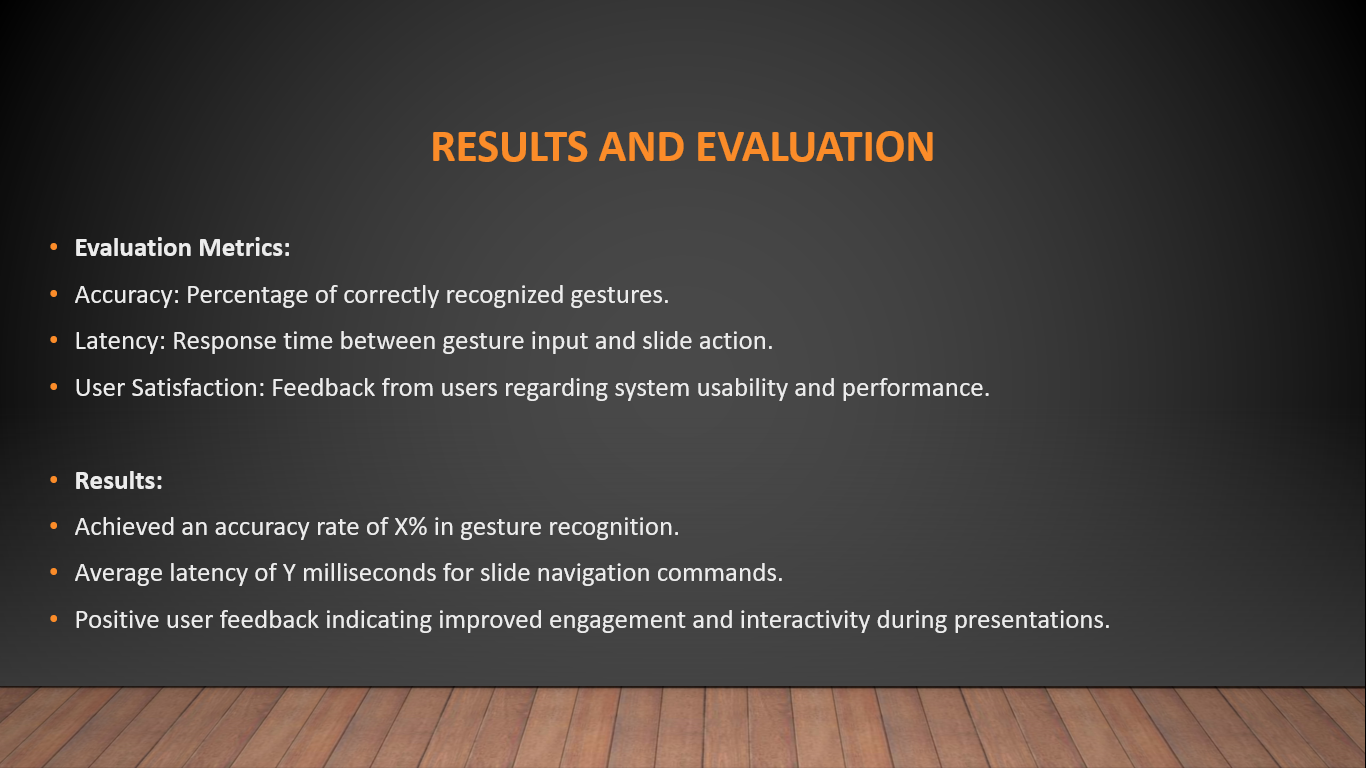 RESULTS AND EVALUATION
• Evaluation Metrics:
• Accuracy: Percentage of correctly recognized gestures.
• Latency: Response time between gesture input and slide action.
• User Satisfaction: Feedback from users regarding system usability and performance.
• Results:
• Achieved an accuracy rate of X% in gesture recognition.
• Average latency of Y milliseconds for slide navigation commands.
• Positive user feedback indicating improved engagement and interactivity during presentations.